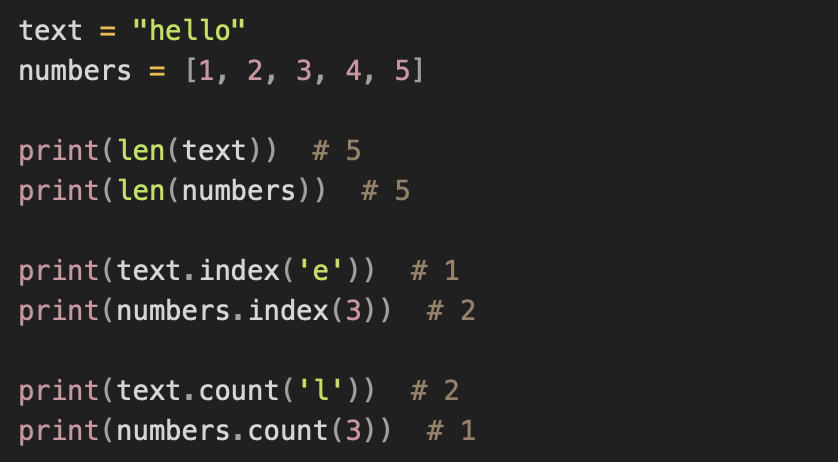 text = "hello"
numbers = [1, 2, 3, 4, 5]
print(len(text))  # 5
print(len(numbers))  # 5
print(text.index('e'))  # 1
print(numbers.index(3))  # 2
print(text.count('l'))  # 2
print(numbers.count(3))  # 1